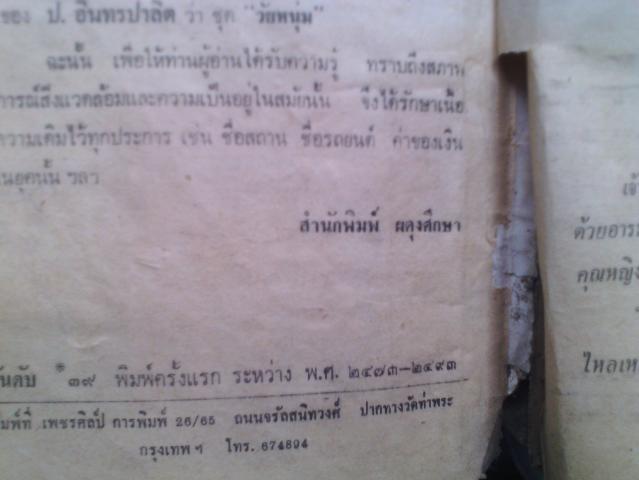 ของ ป. อินทรปาลิต ว่า ชุด "วัยหนุ่ม"
ฉะนั้น เพื่อให้ท่านผู้อ่านได้รับความรู้ ทราบถึงสภาพ
การณ์สิ่งแวดล้อมและความเป็นอยู่ในสมัยนั้น จึงได้รักษาเนื้อ
ความเดิมไว้ทุกประการ เช่น ชื่อสถาน ชื่อรถยนต์ ค่าของเงิน
ในยุคนั้น ฯลฯ
สำนักพิมพ์ ผดุงศึกษา
อันดับ ๓๙ พิมพ์ครั้งแรก ระหว่าง พ.ศ. ๒๔๗๓-๒๔๙๓
พิมพ์ที่ เพชรศิลป์ การพิมพ์ 26/65 ถนนจรัลสนิทวงศ์ ปากทางวัดท่าพระ
กรุงเทพ ฯ โทร. 674894
ด้วยอาร
คุณหญิง
ไหลเห